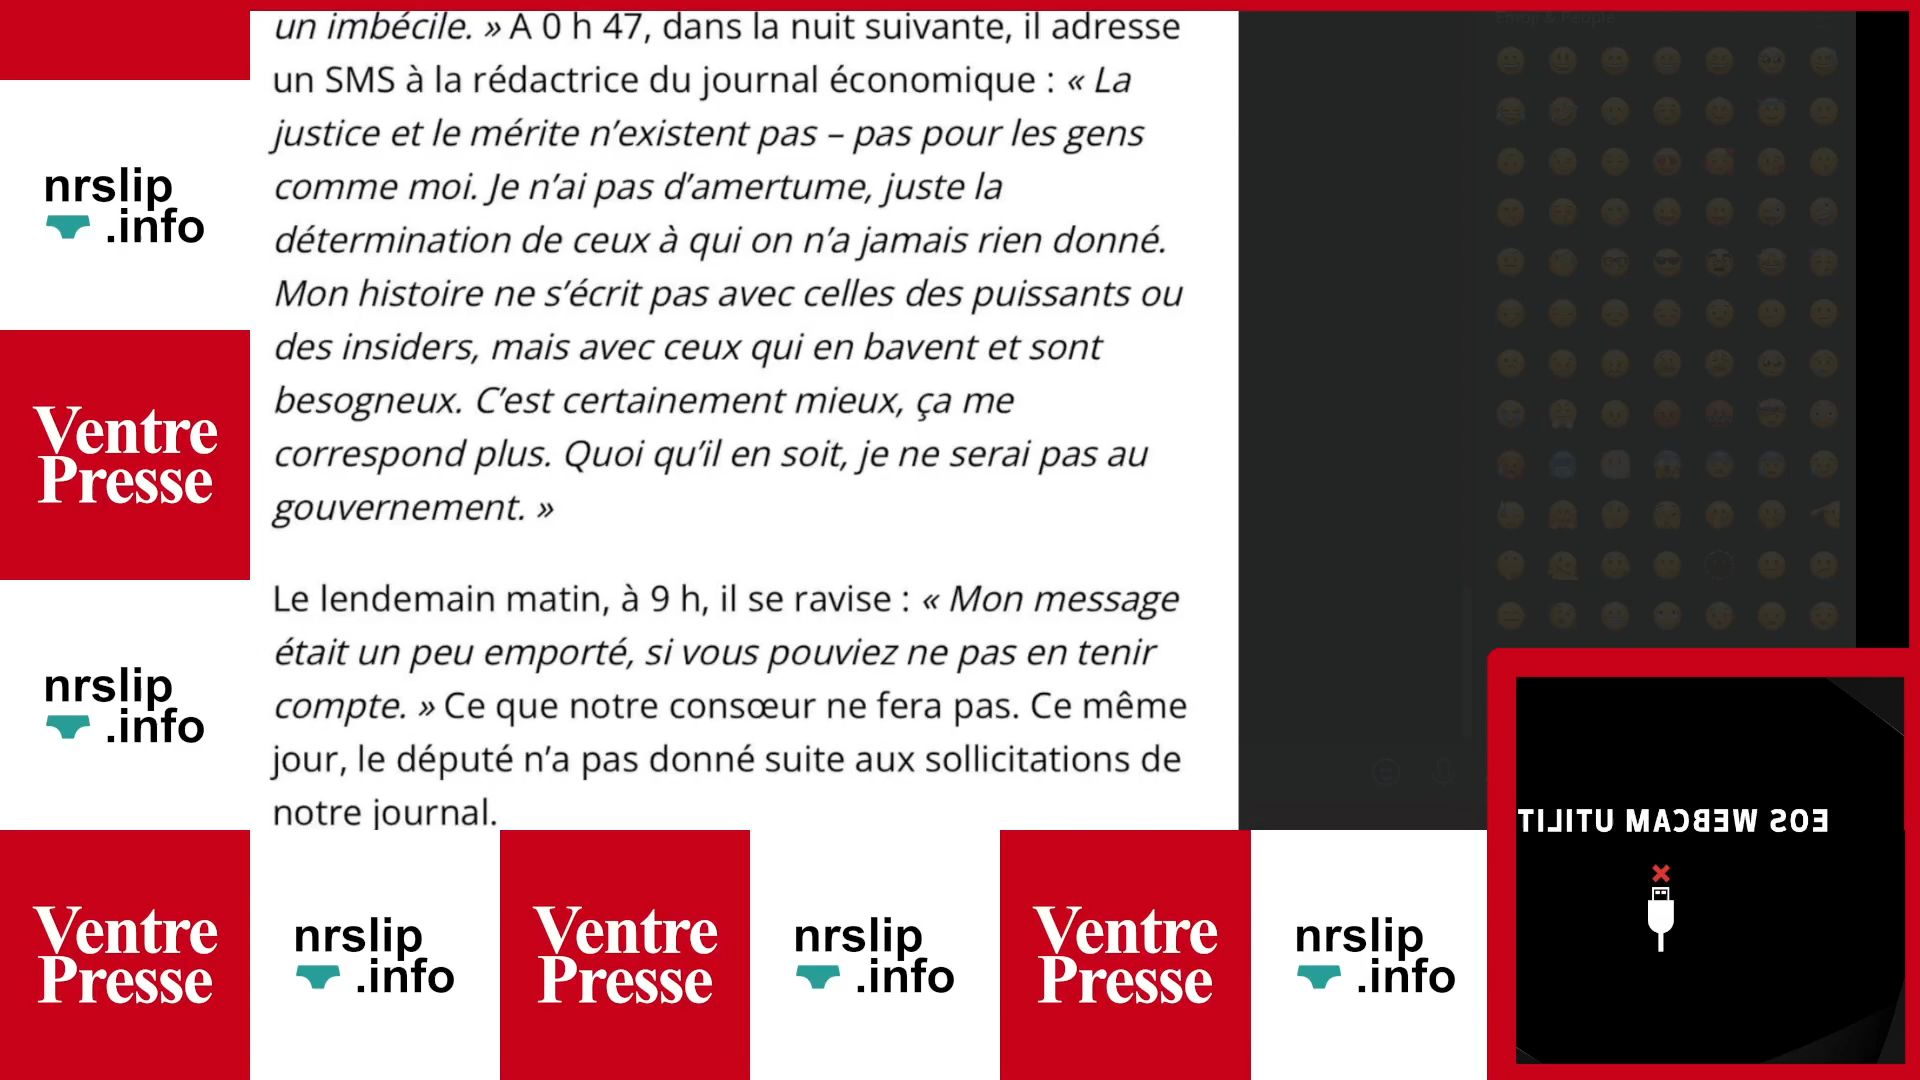 un imbécile. » A 0 h 47, dans la nuit suivante, il adresse
un SMS à la rédactrice du journal économique : « La
justice et le mérite n’existent pas – pas pour les gens
comme moi. Je n’ai pas d’amertume, juste la
détermination de ceux à qui on n’a jamais rien donné.
Mon histoire ne s’écrit pas avec celles des puissants ou
des insiders, mais avec ceux qui en bavent et sont
besogneux. C’est certainement mieux, ça me
correspond plus. Quoi qu’il en soit, je ne serai pas au
gouvernement. »
Le lendemain matin, à 9 h, il se ravise : « Mon message
était un peu emporté, si vous pouviez ne pas en tenir
compte. » Ce que notre consœur ne fera pas. Ce même
jour, le député n’a pas donné suite aux sollicitations de
notre journal.
Emoji & People
nrslip
.info
Ventre
Presse
nrslip
.info
Ventre
Presse
nrslip
.info
Ventre
Presse
nrslip
.info
Ventre
Presse
nrslip
.info
EOS WEBCAM UTILIT